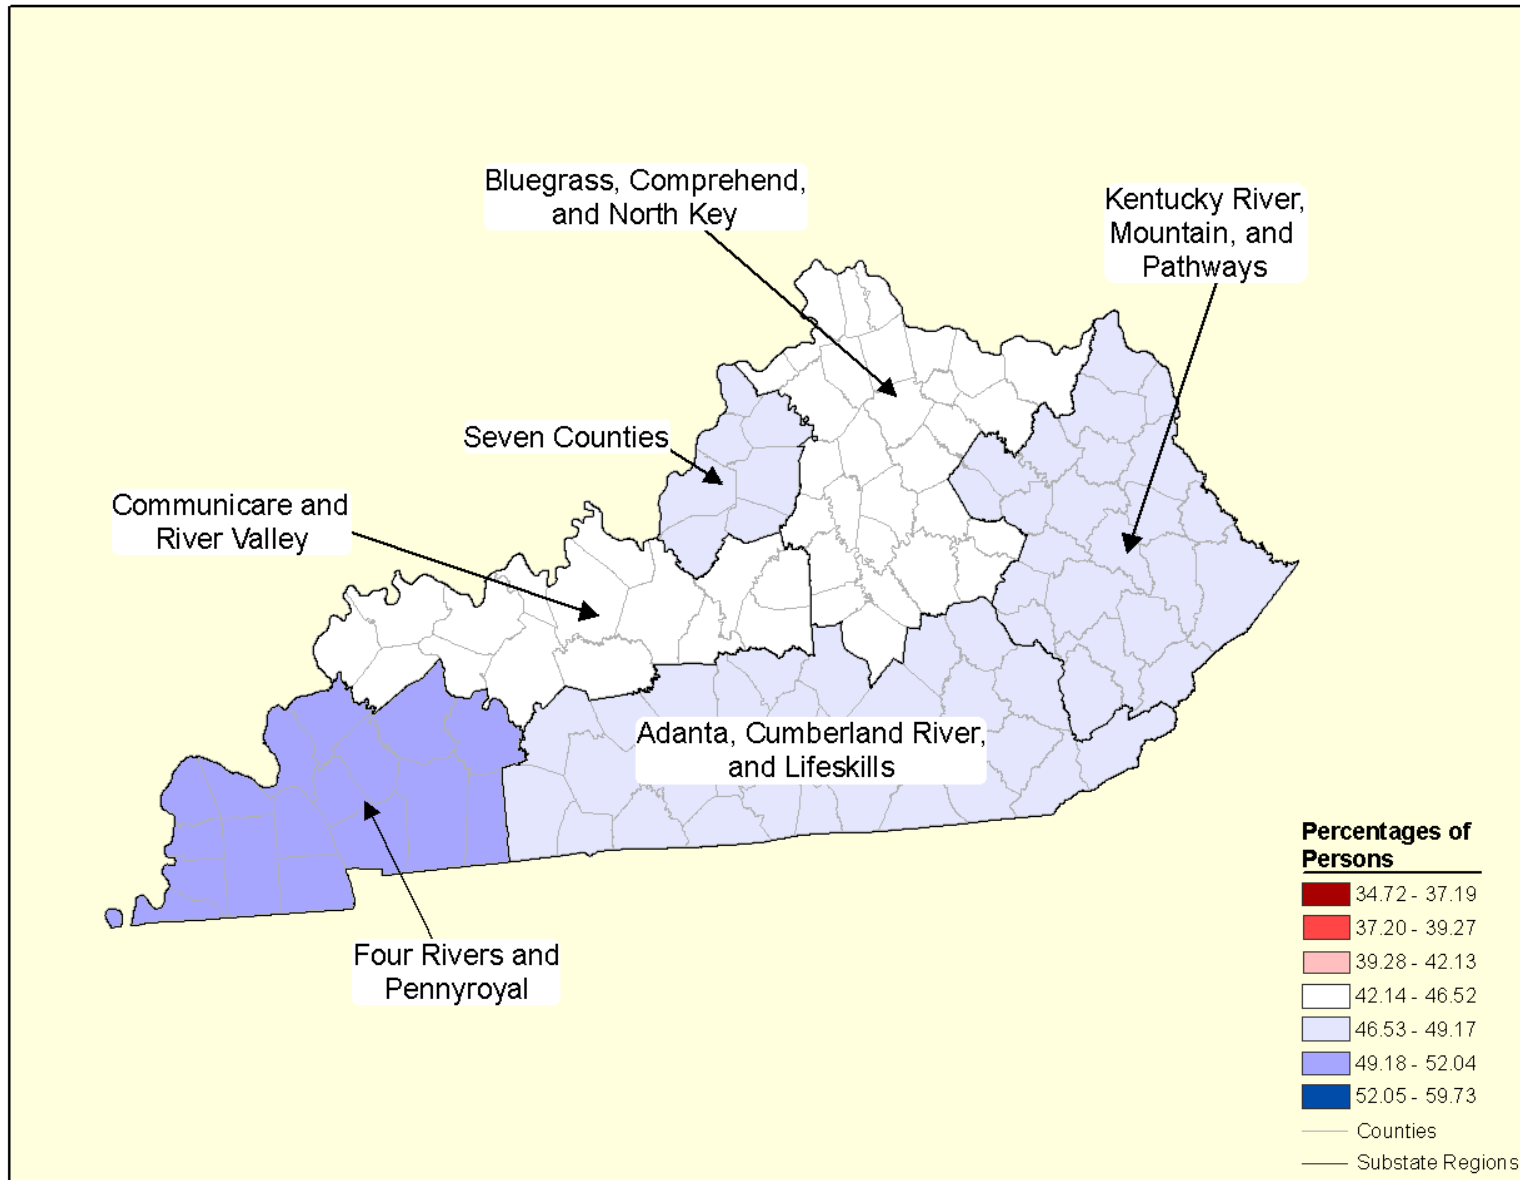 Bluegrass, Comprehend,
and North Key
Kentucky River,
Mountain, and
Pathways
Seven Counties
Communicare and
River Valley
Adanta, Cumberland River,
and Lifeskills
Four Rivers and
Pennyroyal
Percentages of
Persons
34.72 - 37.19
37.20 - 39.27
39.28 - 42.13
42.14 - 46.52
46.53 - 49.17
49.18 - 52.04
52.05 - 59.73
Counties
Substate Regions